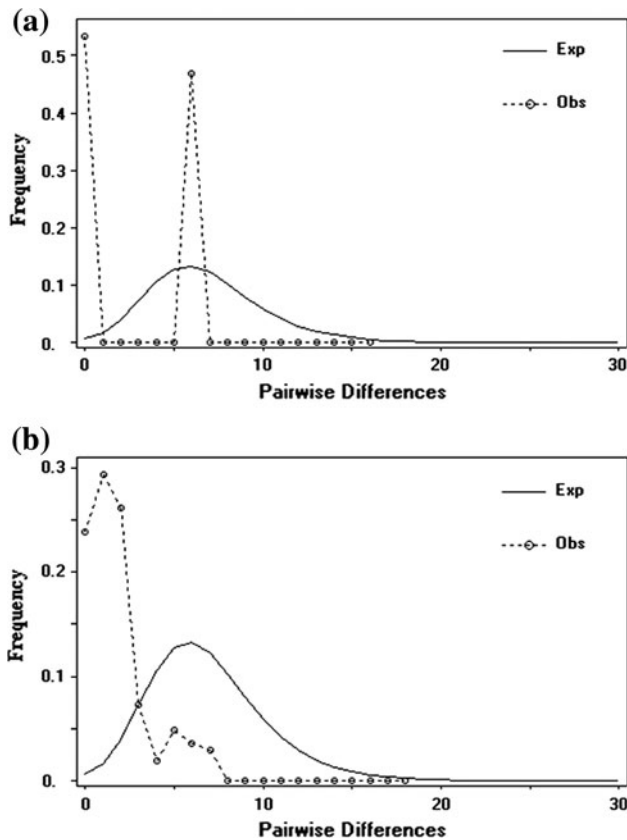 (a)
Exp
Obs
Frequency
0.5
0.4
0.3
0.2
0.1
0.
0 10 20 30
Pairwise Differences
(b)
Exp
Obs
Frequency
0.3
0.2
0.1
0.
0 10 20 30
Pairwise Differences